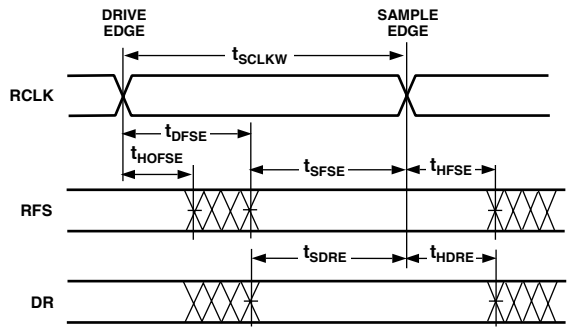 DRIVE
EDGE
SAMPLE
EDGE
tSCLKW
RCLK
tDFSE
tHOFSE
tSFSE
tHFSE
RFS
tSDRE
tHDRE
DR